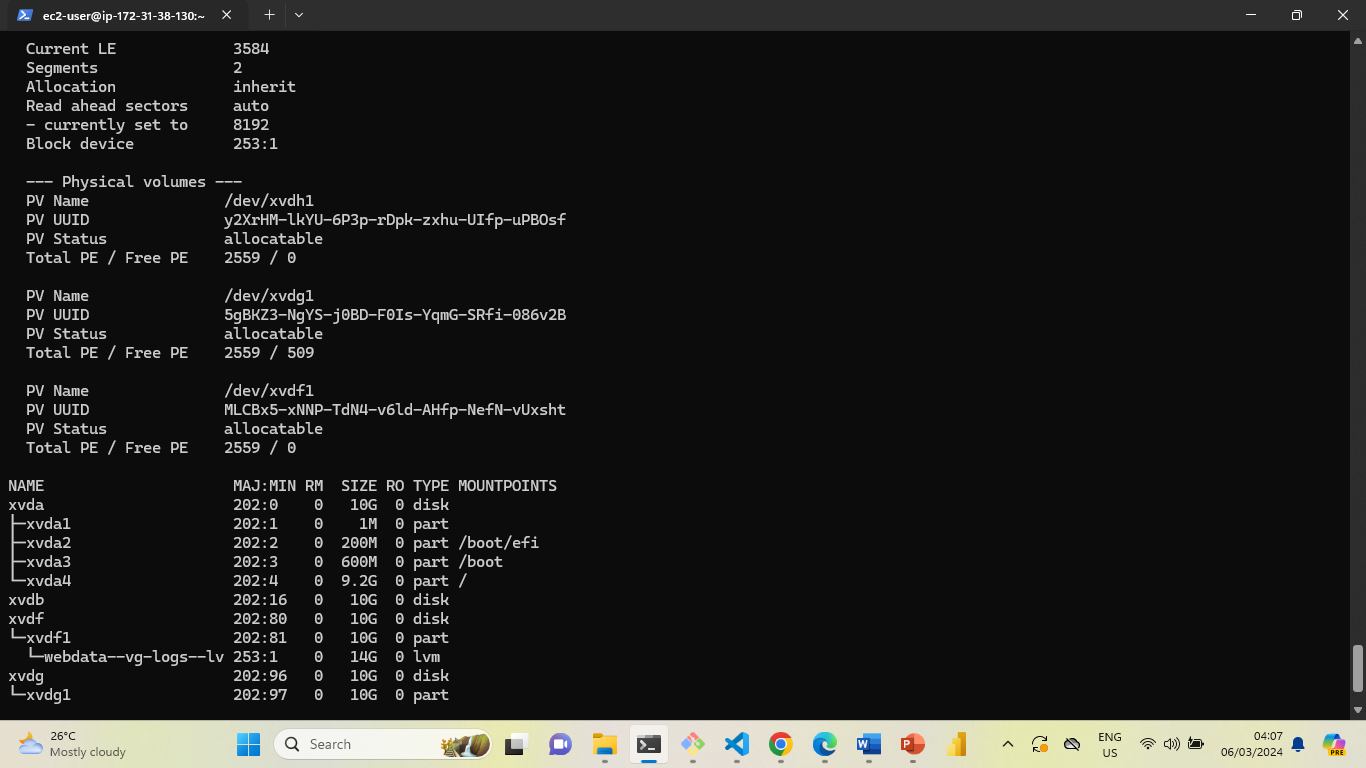 ec2-user@ip-172-31-38-130:~
Current LE 3584
Segments 2
Allocation inherit
Read ahead sectors auto
- currently set to 8192
Block device 253:1
--- Physical volumes ---
PV Name /dev/xvdh1
PV UUID y2XrHM-lkYU-6P3p-rDpk-zxhu-UIfp-uPBOsf
PV Status allocatable
Total PE / Free PE 2559 / 0
PV Name /dev/xvdg1
PV UUID 5gBKZ3-NgYS-j0BD-F0Is-YqmG-SRfi-086v2B
PV Status allocatable
Total PE / Free PE 2559 / 509
PV Name /dev/xvdf1
PV UUID MLCBx5-xNNP-TdN4-v6ld-AHfp-NefN-vUxsht
PV Status allocatable
Total PE / Free PE 2559 / 0
NAME MAJ:MIN RM SIZE RO TYPE MOUNTPOINTS
xvda 202:0 0 10G 0 disk
├─xvda1 202:1 0 1M 0 part
├─xvda2 202:2 0 200M 0 part /boot/efi
├─xvda3 202:3 0 600M 0 part /boot
└─xvda4 202:4 0 9.2G 0 part /
xvdb 202:16 0 10G 0 disk
xvdf 202:80 0 10G 0 disk
└─xvdf1 202:81 0 10G 0 part
└─webdata--vg-logs--lv 253:1 0 14G 0 lvm
xvdg 202:96 0 10G 0 disk
└─xvdg1 202:97 0 10G 0 part
26°C
Mostly cloudy
Search
ENG
US
04:07
06/03/2024
PRE